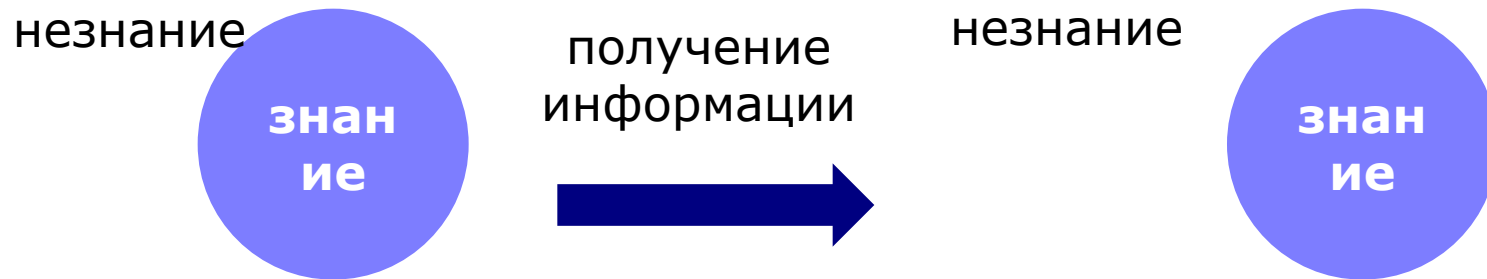 незнание
знан
ие
получение
информации
незнание
знан
ие